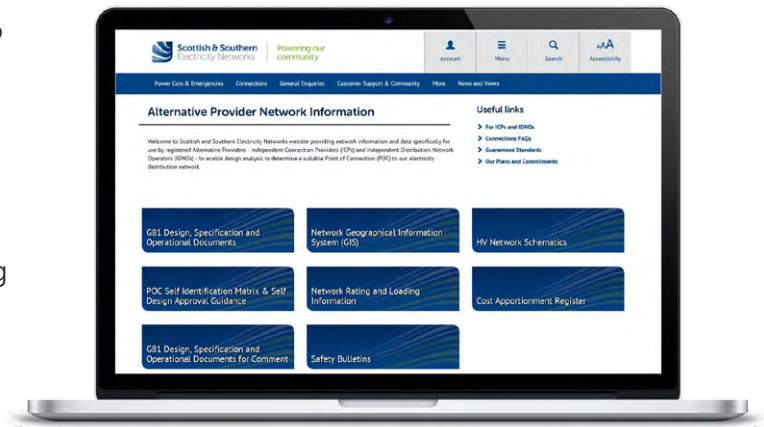 Scottish & Southern
Electricity Networks
Powering our
community
Account
Menu
Search
AAA
Accessibility
Power Cuts & Emergencies Connections General Enquiries Customer Support & Community More News and Views
Alternative Provider Network Information
Welcome to Scottish and Southern Electricity Networks website providing network information and data specifically for
use by registered Alternative Providers - Independent Connection Providers (ICPs) and Independent Distribution Network
Operators (IDNOs) - to enable design analysis to determine a suitable Point of Connection (POC) to our electricity
distribution network.
Useful links
For ICPs and IDNOs
Connections FAQs
Guaranteed Standards
Our Plans and Commitments
G81 Design, Specification and
Operational Documents
Network Geographical Information
System (GIS)
HV Network Schematics
POC Self Identification Matrix & Self
Design Approval Guidance
Network Rating and Loading
Information
Cost Apportionment Register
G81 Design, Specification and
Operational Documents for Comment
Safety Bulletins